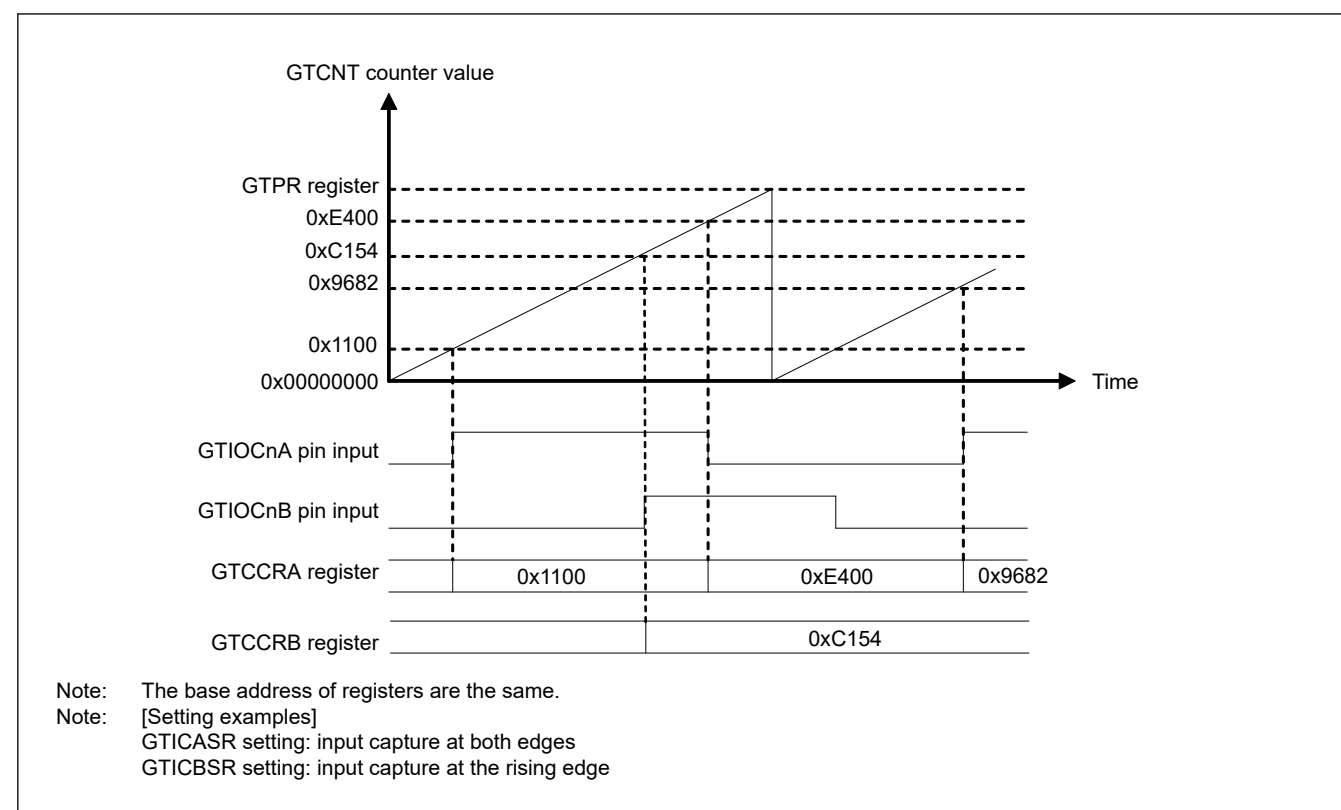 GTCNT counter value
GTPR register
0xE400
0xC154
0x9682
0x1100
0x00000000
Time
GTIOCnA pin input
GTIOCnB pin input
GTCCRA register 0x1100 0xE400 0x9682
GTCCRB register 0xC154
Note: The base address of registers are the same.
Note: [Setting examples]
GTICASR setting: input capture at both edges
GTICBSR setting: input capture at the rising edge